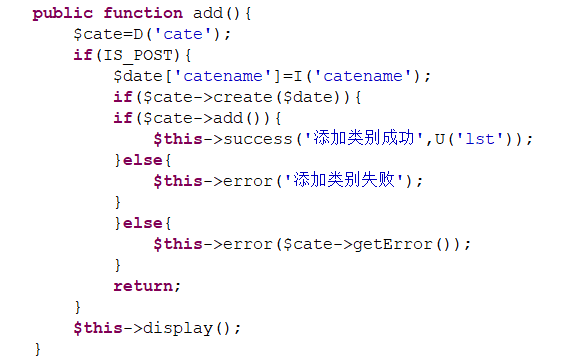 public function add(){
$cate=D('cate');
if(IS_POST){
$date['catename']=I('catename');
if($cate->create($date)){
if($cate->add()){
$this->success('添加类别成功',U('lst'));
}else{
$this->error('添加类别失败');
}
}else{
$this->error($cate->getError());
}
return;
}
$this->display();
}